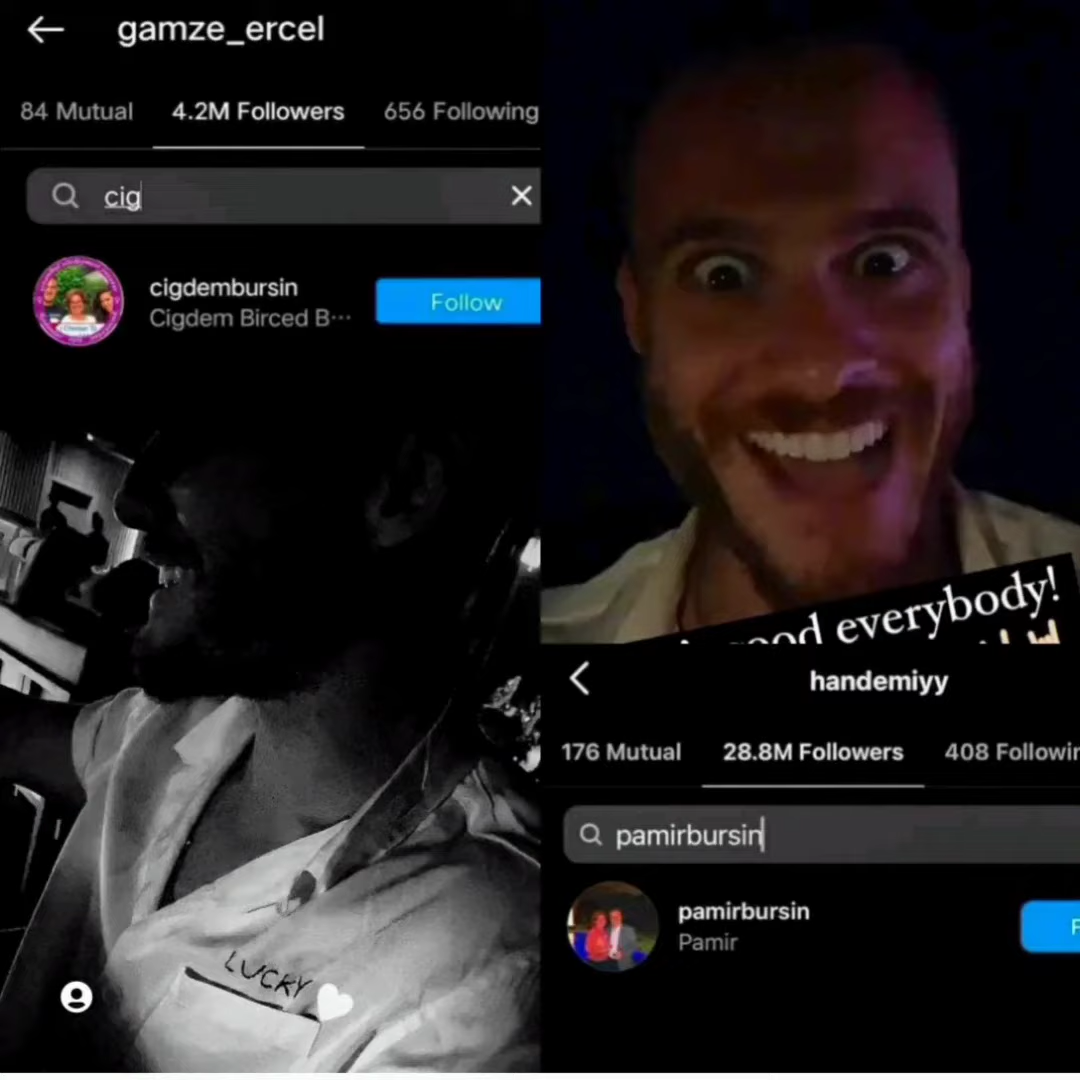 gamze_ercel
84 Mutual
4.2M Followers
656 Following
cig
cigdembursin
Cigdem Birced B...
Follow
LUCKY
everybody!
handemiyy
176 Mutual
28.8M Followers
408 Followin
pamirbursin
pamirbursin
Pamir
F